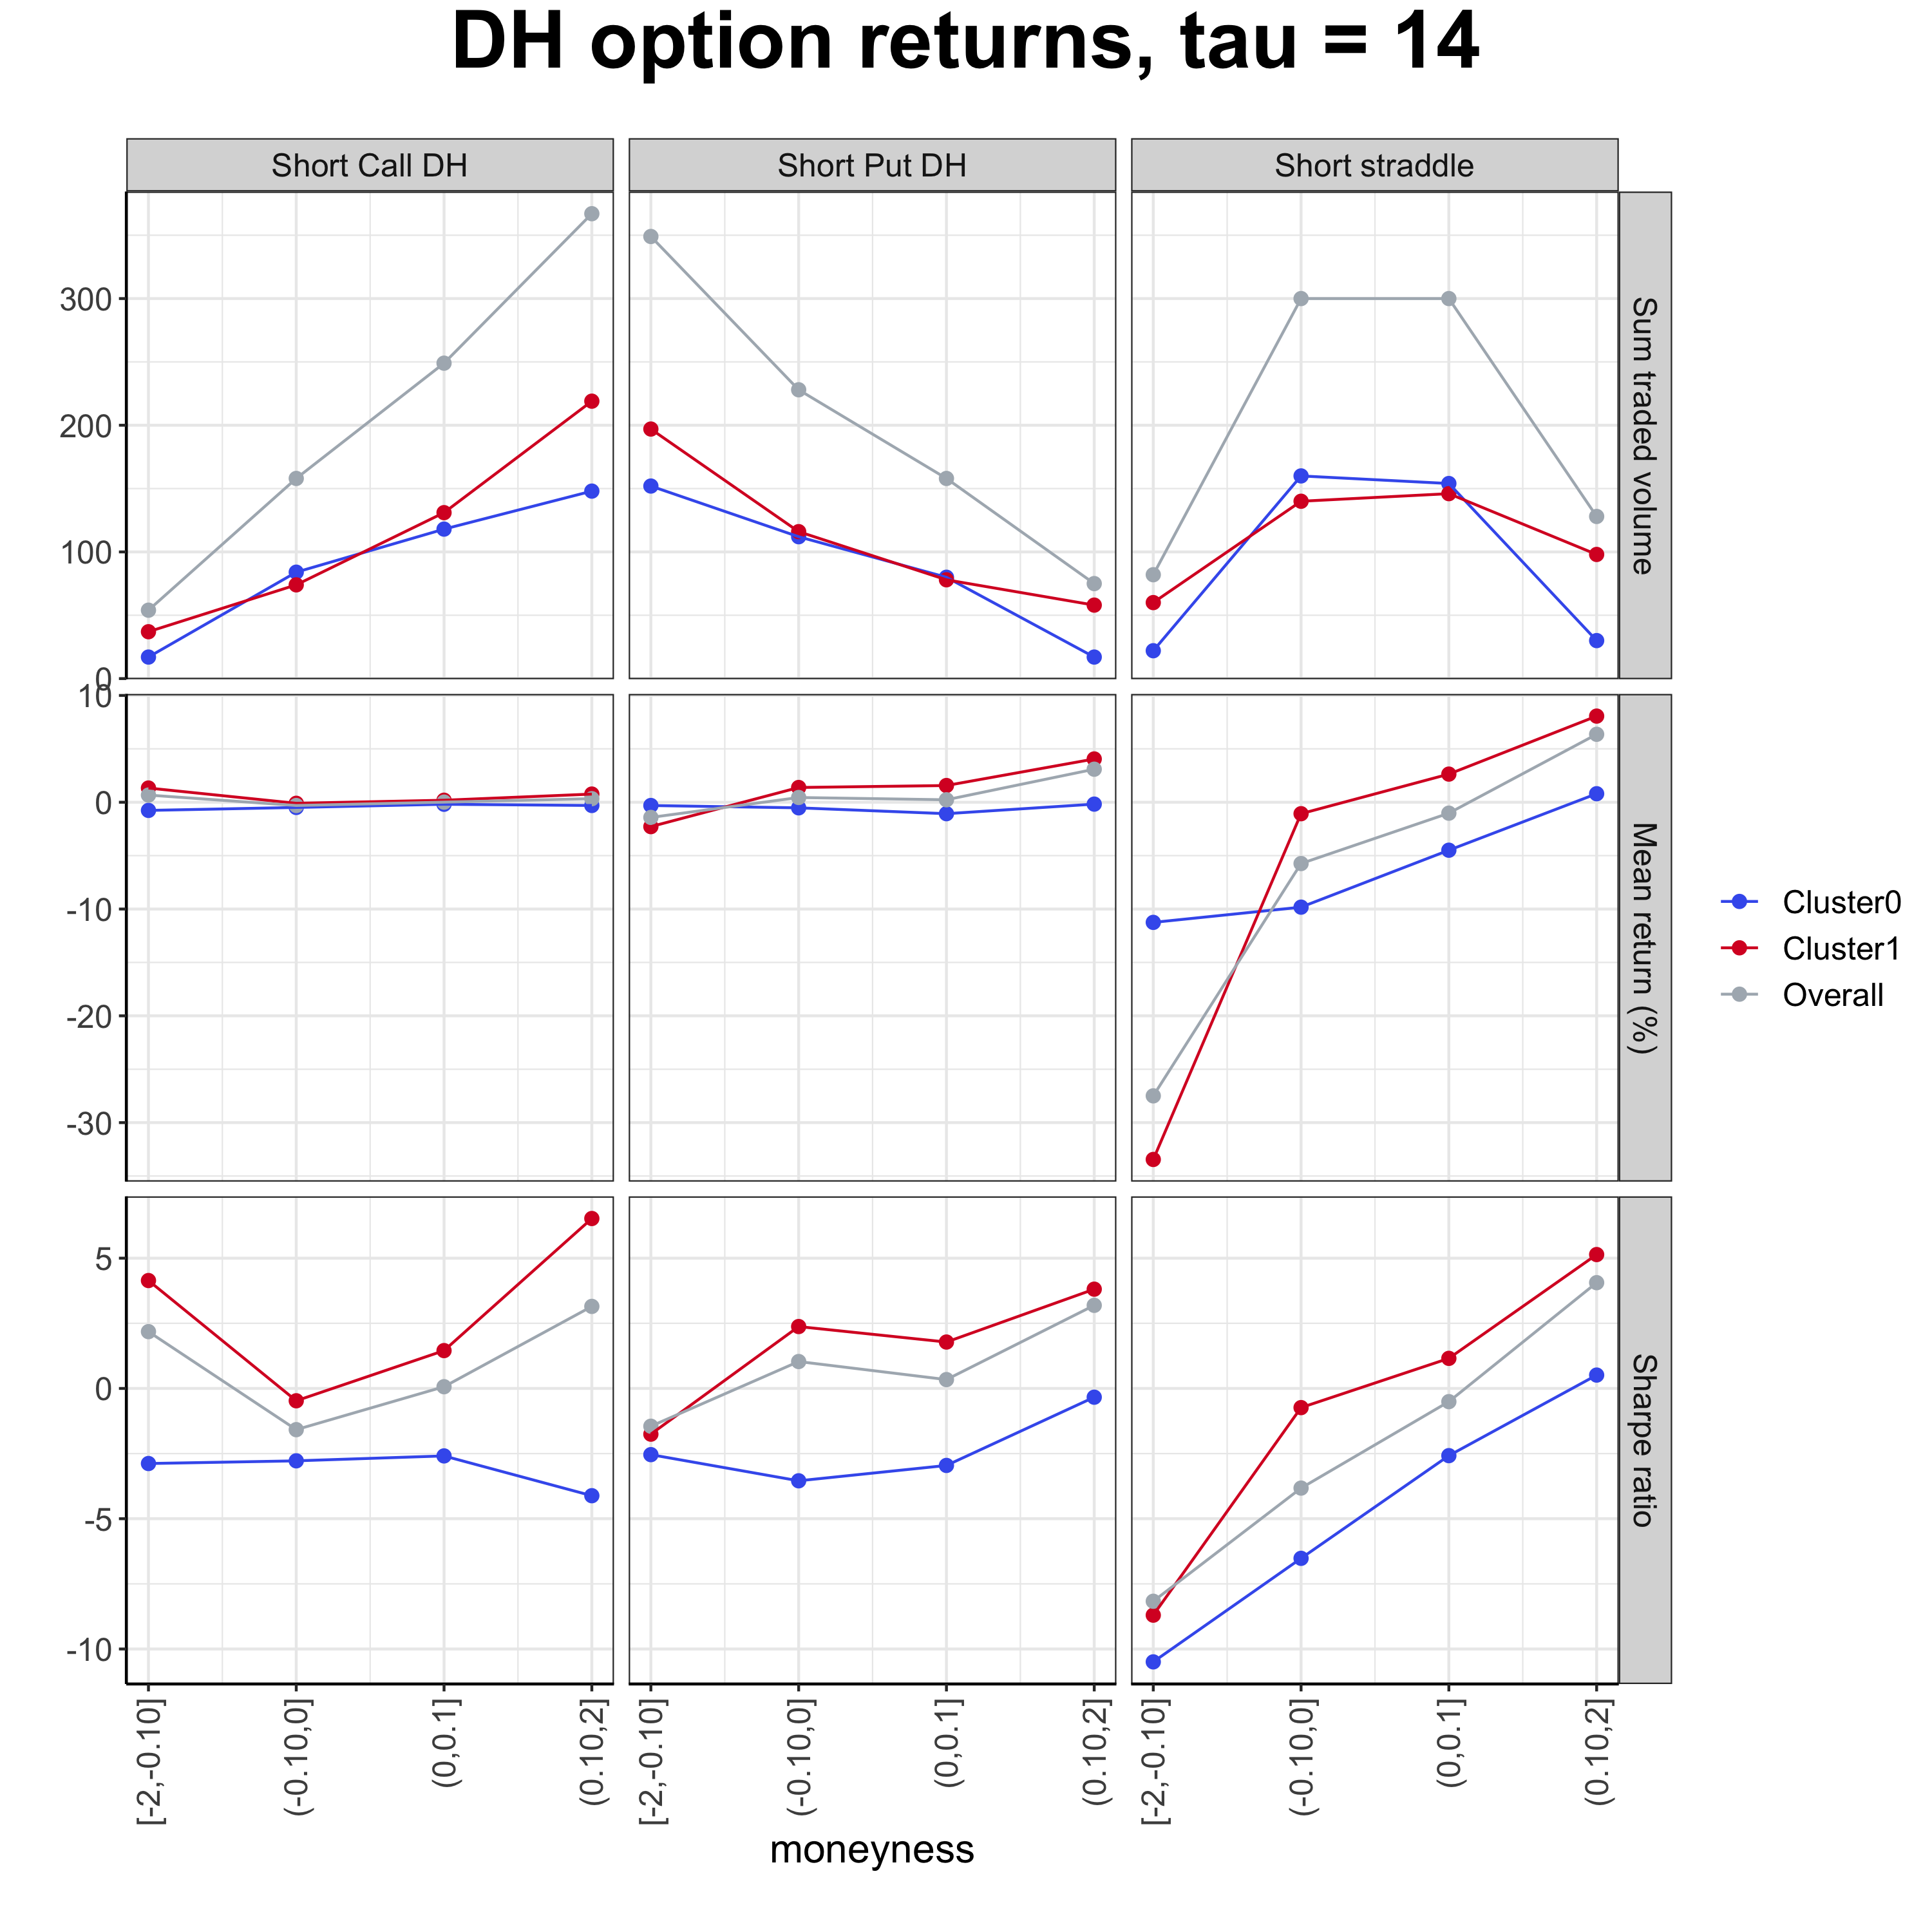 DH option returns, tau = 14
Short Call DH
Short Put DH
Short straddle
300
200
100
0
Sum traded volume
10
0
-10
-20
-30
Mean return (%)
5
0
-5
-10
Sharpe ratio
Cluster0
Cluster1
Overall
[-2,-0.10]
(-0.10,0]
(0,0.1]
(0.10,2]
[-2,-0.10]
(-0.10,0]
(0,0.1]
(0.10,2]
[-2,-0.10]
(-0.10,0]
(0,0.1]
(0.10,2]
moneyness